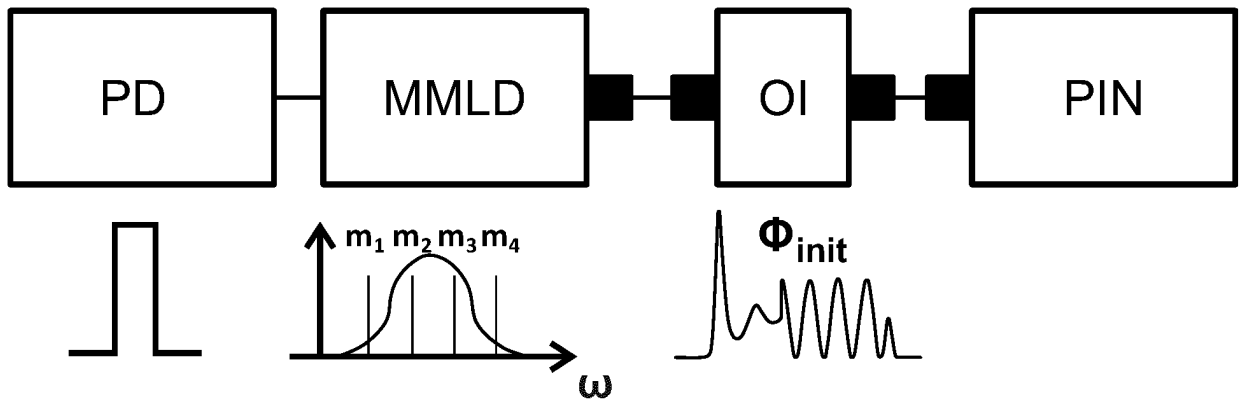 PD MMLD OI PIN
m₁ m₂ m₃ m₄
Φinit
ω